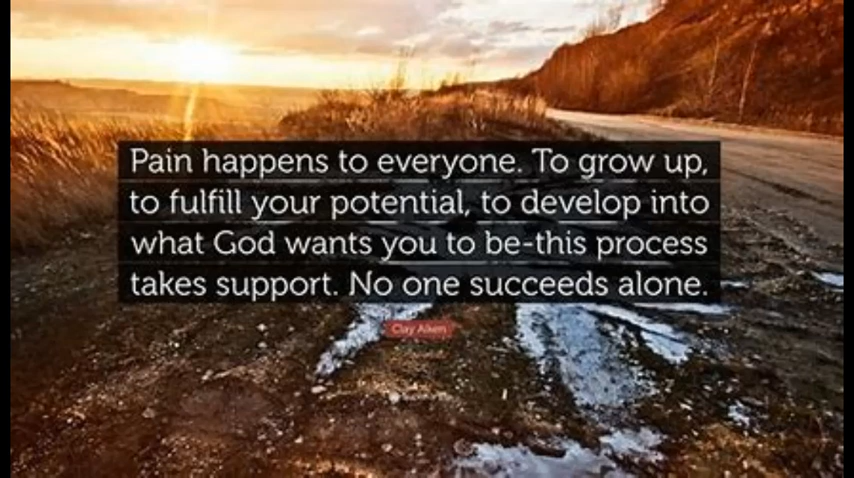 Pain happens to everyone. To grow up,
to fulfill your potential, to develop into
what God wants you to be-this process
takes support. No one succeeds alone.
Clay Aiken